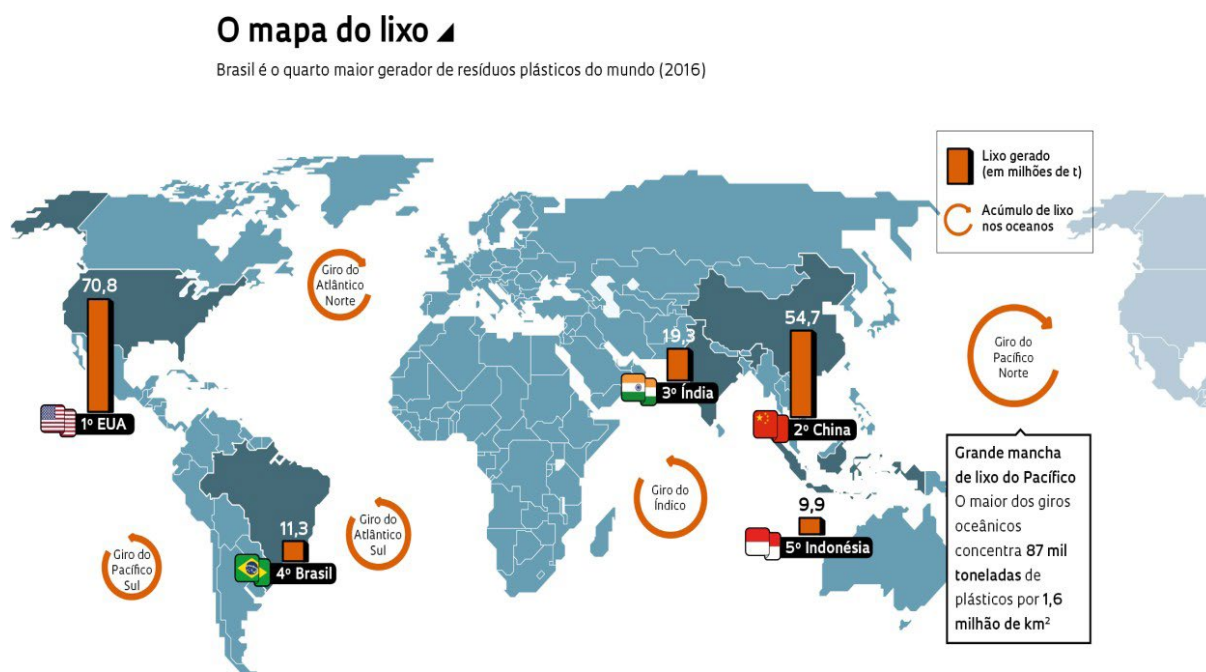 O mapa do lixo
Brasil é o quarto maior gerador de resíduos plásticos do mundo (2016)
Lixo gerado
(em milhões de t)
Acúmulo de lixo
nos oceanos
Giro do
Atlântico
Norte
70,8
1º EUA
19,3
3º Índia
54,7
2º China
Giro do
Pacífico
Norte
Grande mancha
de lixo do Pacífico
O maior dos giros
oceânicos
concentra 87 mil
toneladas de
plásticos por 1,6
milhão de km²
Giro do
Índico
9,9
5º Indonésia
Giro do
Atlântico
Sul
11,3
4º Brasil
Giro do
Pacífico
Sul